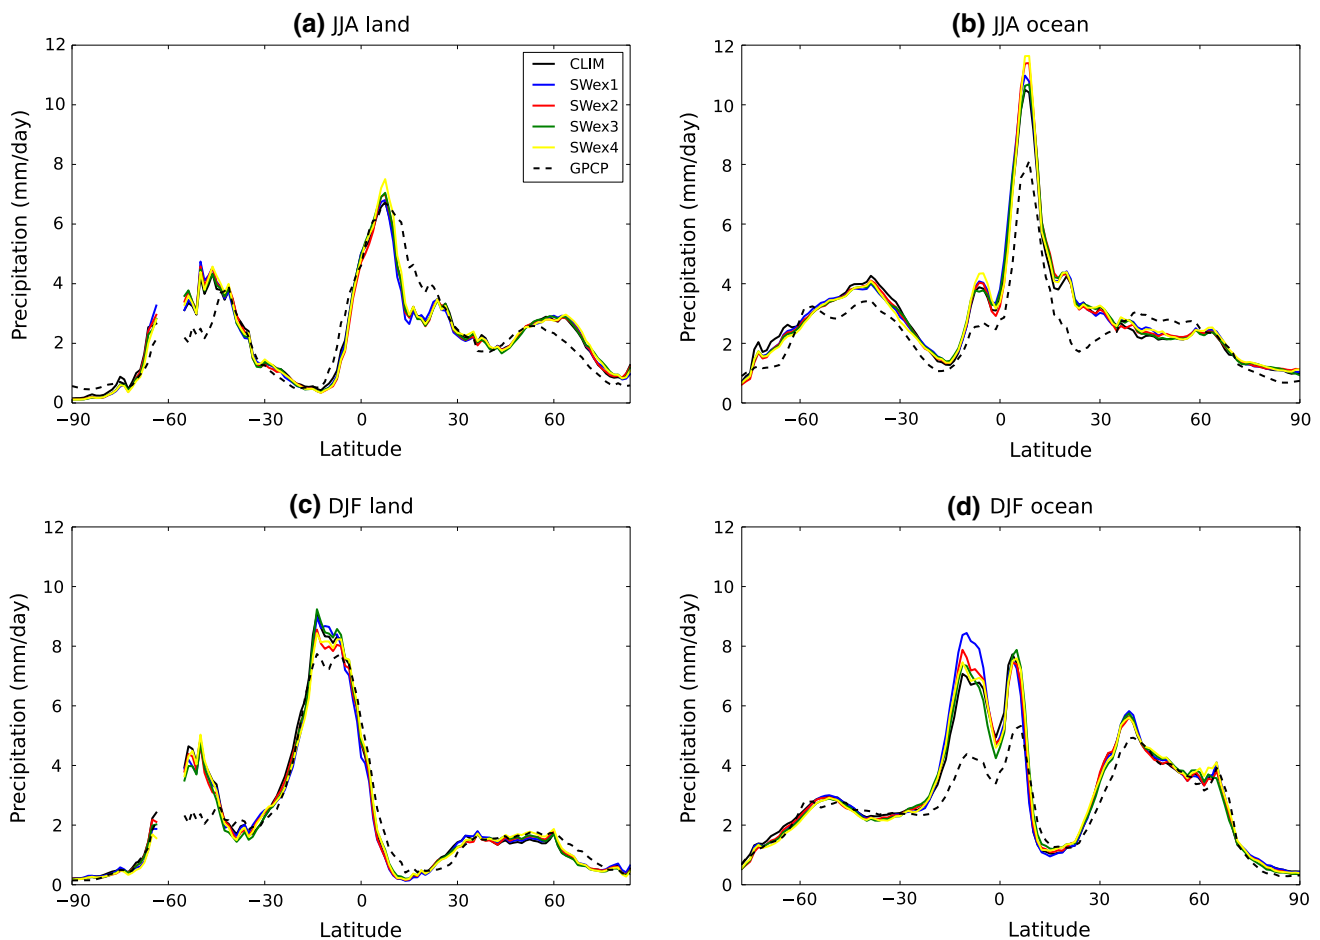 (a) JJA land
12
10
8
6
4
2
0
Precipitation (mm/day)
CLIM
SWex1
SWex2
SWex3
SWex4
GPCP
−90 −60 −30 0 30 60
Latitude
(b) JJA ocean
12
10
8
6
4
2
0
Precipitation (mm/day)
−60 −30 0 30 60 90
Latitude
(c) DJF land
12
10
8
6
4
2
0
Precipitation (mm/day)
−90 −60 −30 0 30 60
Latitude
(d) DJF ocean
12
10
8
6
4
2
0
Precipitation (mm/day)
−60 −30 0 30 60 90
Latitude